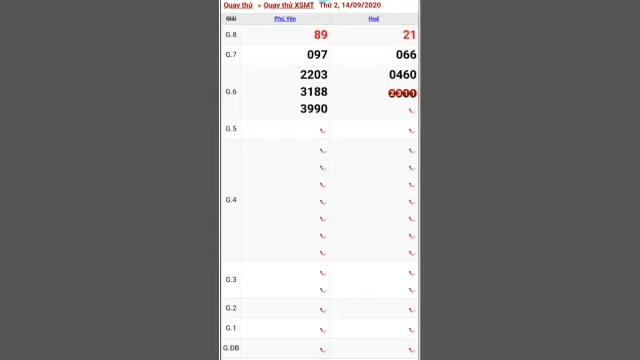 Quay thử » Quay thử XSMT Thứ 2, 14/09/2020
Giải Phú Yên Huế
G.8 89 21
G.7 097 066
2203 0460
G.6 3188 2311
3990
G.5
G.4
G.3
G.2
G.1
G.ĐB